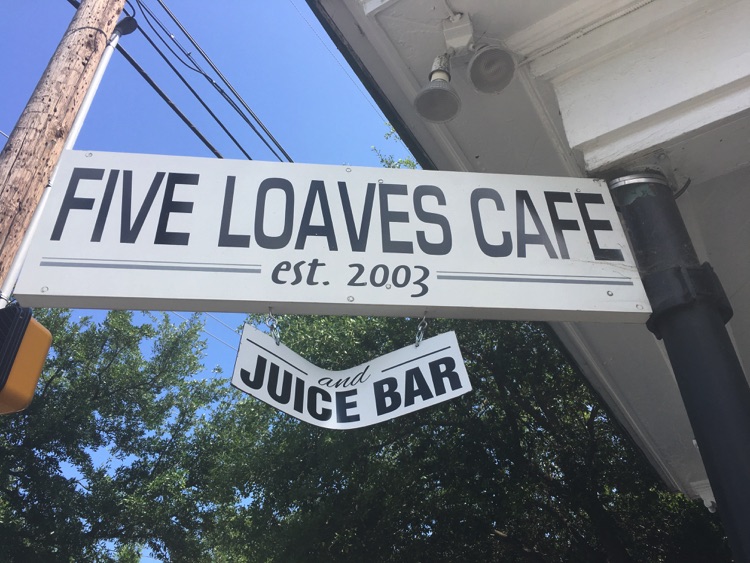 FIVE LOAVES CAFE
est. 2003
and
JUICE BAR